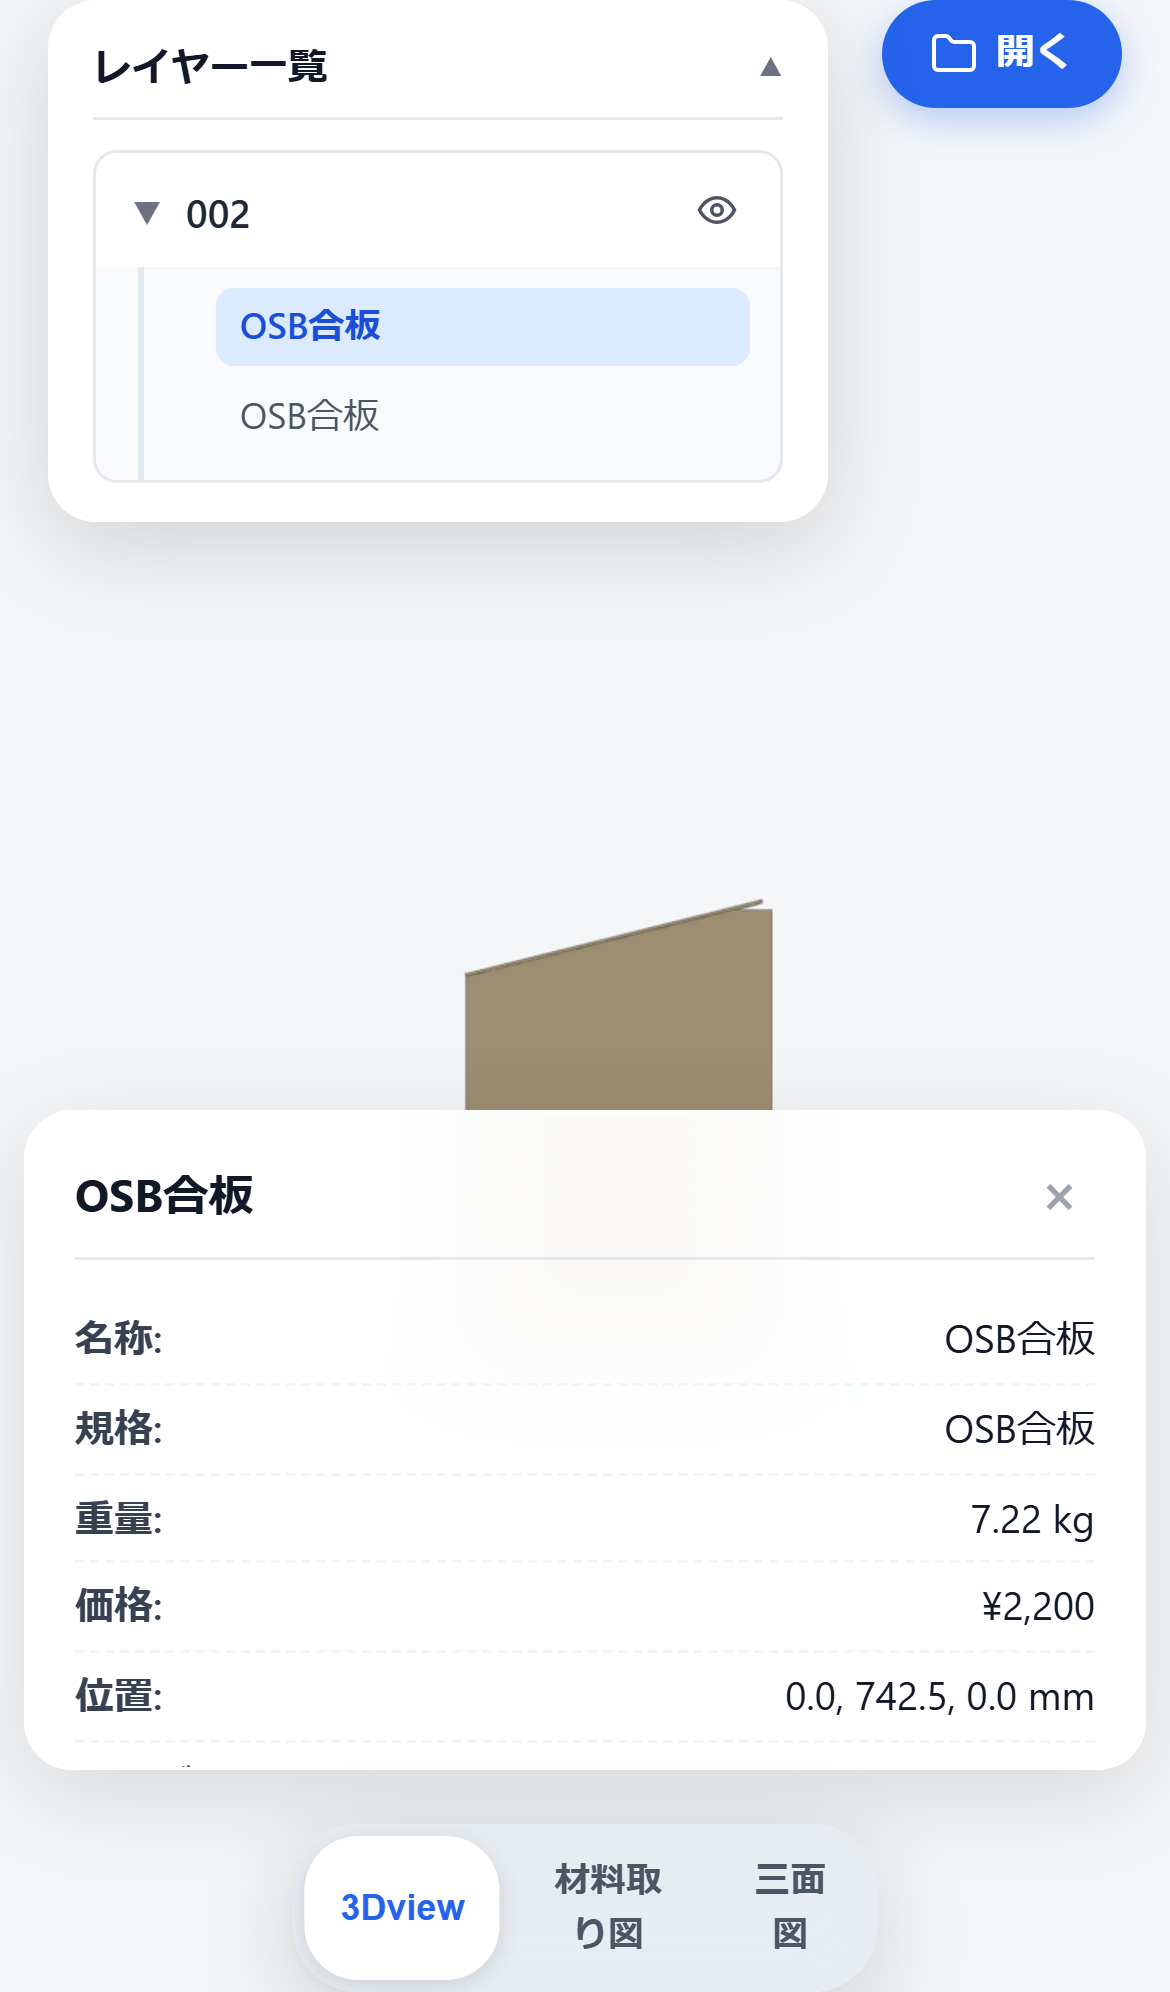 レイヤー一覧
開く
002
OSB合板
OSB合板
OSB合板
名称: OSB合板
規格: OSB合板
重量: 7.22 kg
価格: ¥2,200
位置: 0.0, 742.5, 0.0 mm
3Dview
材料取
り図
三面
図